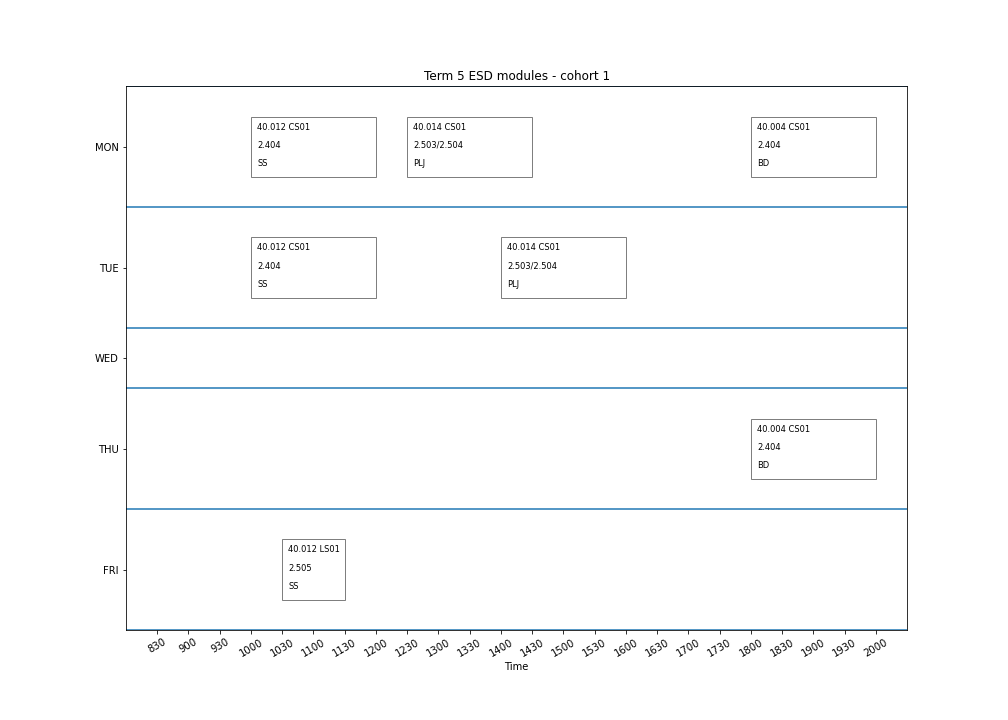 Term 5 ESD modules - cohort 1
MON
40.012 CS01
2.404
SS
40.014 CS01
2.503/2.504
PLJ
40.004 CS01
2.404
BD
TUE
40.012 CS01
2.404
SS
40.014 CS01
2.503/2.504
PLJ
WED
THU
40.004 CS01
2.404
BD
FRI
40.012 LS01
2.505
SS
830 900 930 1000 1030 1100 1130 1200 1230 1300 1330 1400 1430 1500 1530 1600 1630 1700 1730 1800 1830 1900 1930 2000
Time